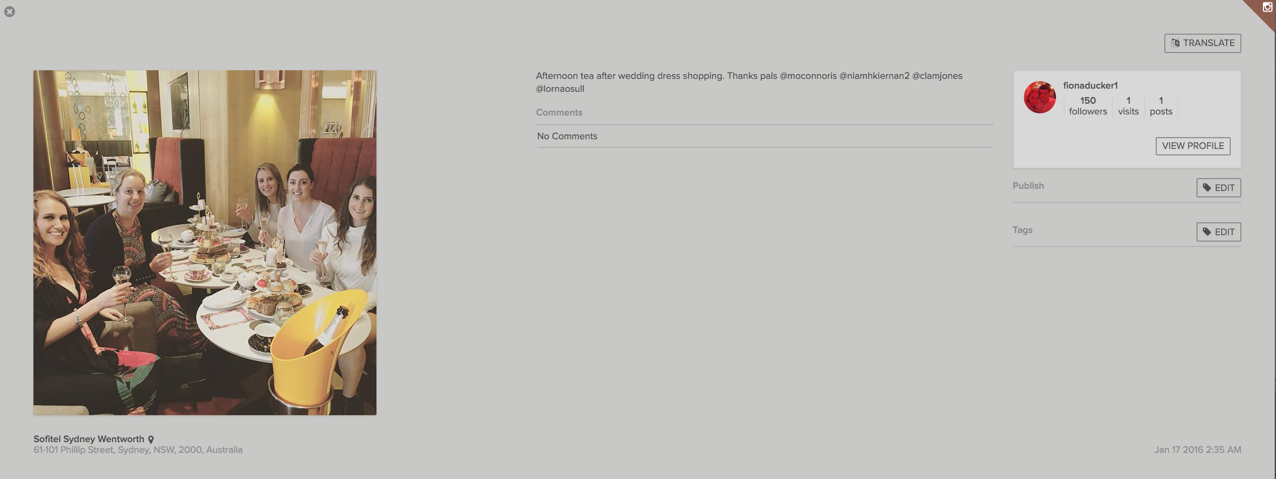 TRANSLATE
Afternoon tea after wedding dress shopping. Thanks pals @moconnoris @niamhkiernan2 @clamjones
@lornaosull
Comments
No Comments
fionaducker1
150 1 1
followers visits posts
VIEW PROFILE
Publish EDIT
Tags EDIT
Sofitel Sydney Wentworth
61-101 Phillip Street, Sydney, NSW, 2000, Australia
Jan 17 2016 2:35 AM